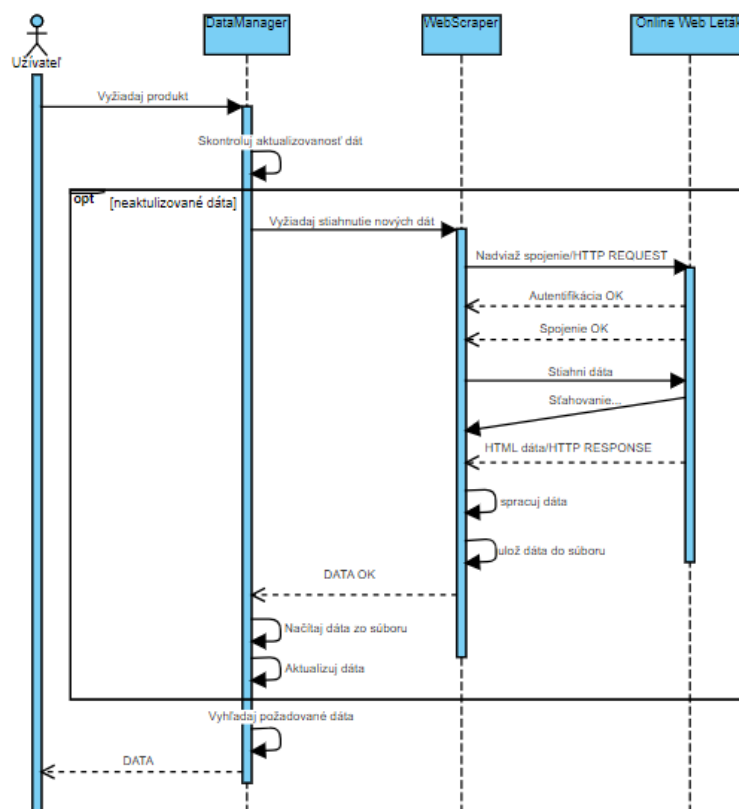 DataManager
WebScraper
Online Web Leták
Užívateľ
Vyžiadaj produkt
Skontroluj aktualizovanosť dát
opt
[neaktulizované dáta]
Vyžiadaj stiahnutie nových dát
Nadviaž spojenie/HTTP REQUEST
Autentifikácia OK
Spojenie OK
Stiahni dáta
Sťahovanie...
HTML dáta/HTTP RESPONSE
spracuj dáta
ulož dáta do súboru
DATA OK
Načítaj dáta zo súboru
Aktualizuj dáta
Vyhľadaj požadované dáta
DATA